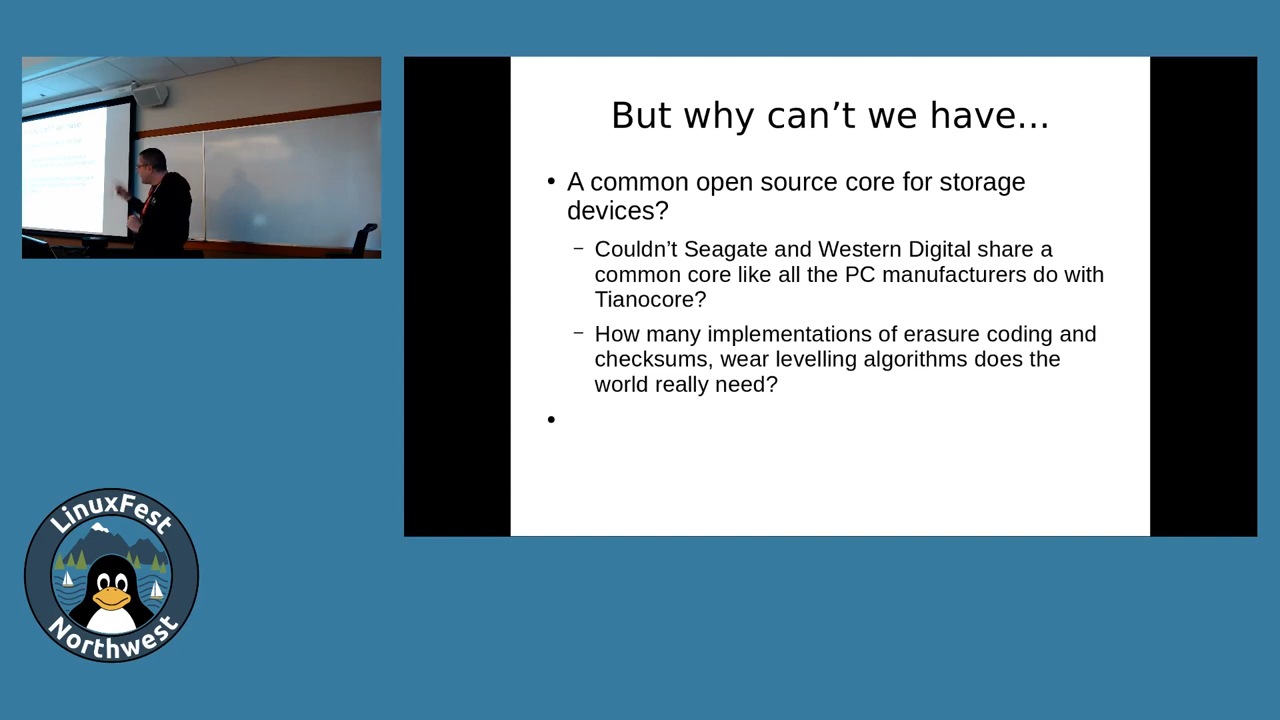 But why can't we have...
• A common open source core for storage
devices?
– Couldn't Seagate and Western Digital share a
common core like all the PC manufacturers do with
Tianocore?
– How many implementations of erasure coding and
checksums, wear levelling algorithms does the
world really need?
•
LinuxFest
Northwest